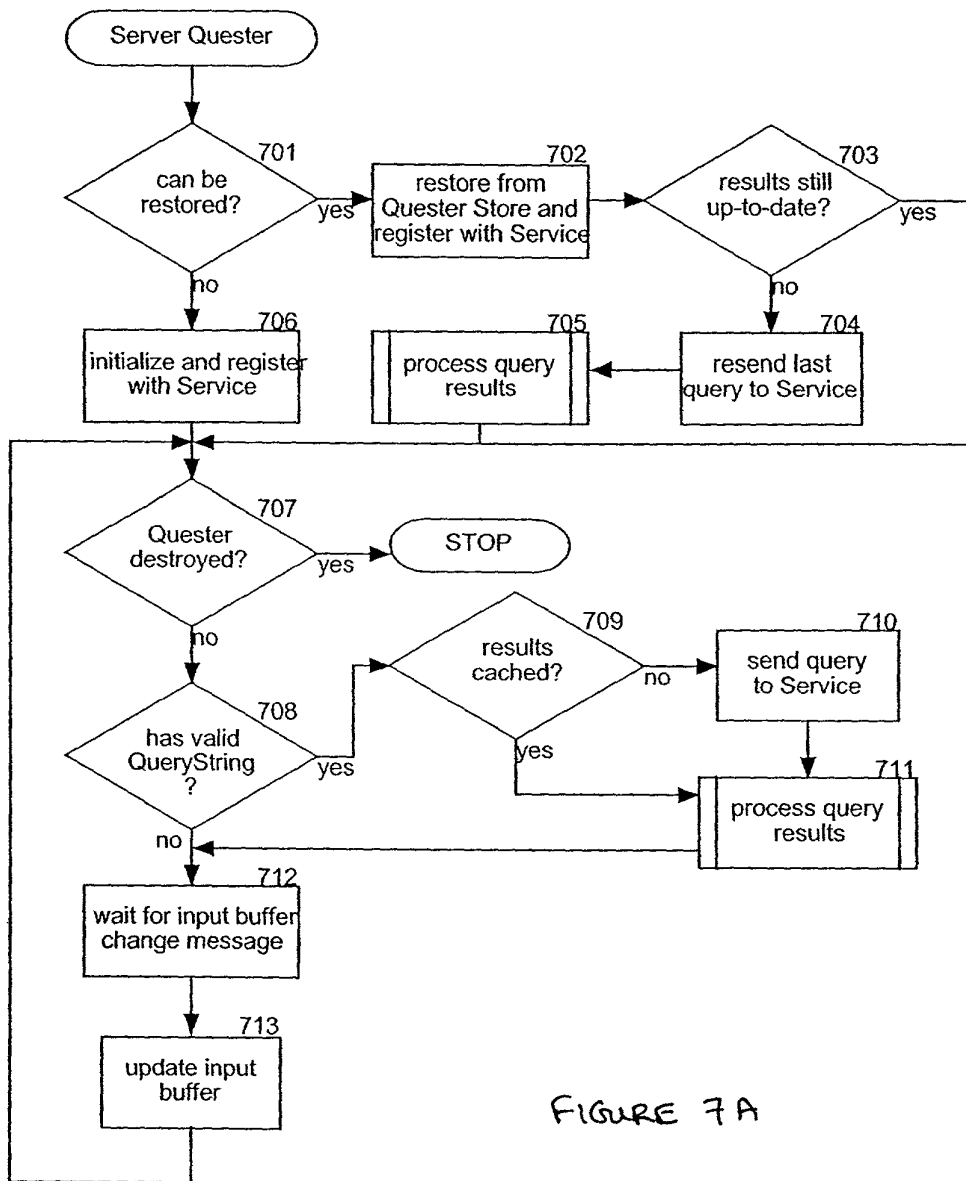 Server Quester
701
can be
restored?
yes
no
702
restore from
Quester Store and
register with Service
703
results still
up-to-date?
yes
no
706
initialize and register
with Service
705
process query
results
704
resend last
query to Service
707
Quester
destroyed?
yes
no
STOP
708
has valid
QueryString
?
yes
no
709
results
cached?
no
yes
710
send query
to Service
711
process query
results
712
wait for input buffer
change message
713
update input
buffer
FIGURE 7A